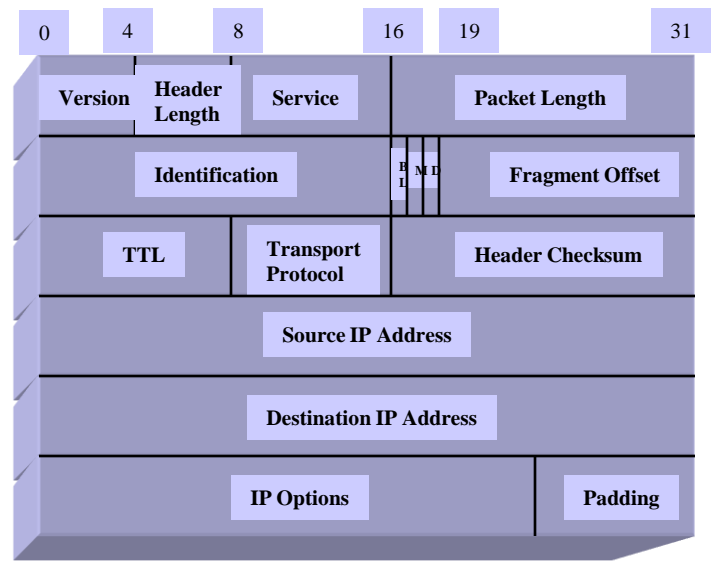 0 4 8 16 19 31
Version Header Length Service Packet Length
Identification B L M D Fragment Offset
TTL Transport Protocol Header Checksum
Source IP Address
Destination IP Address
IP Options Padding